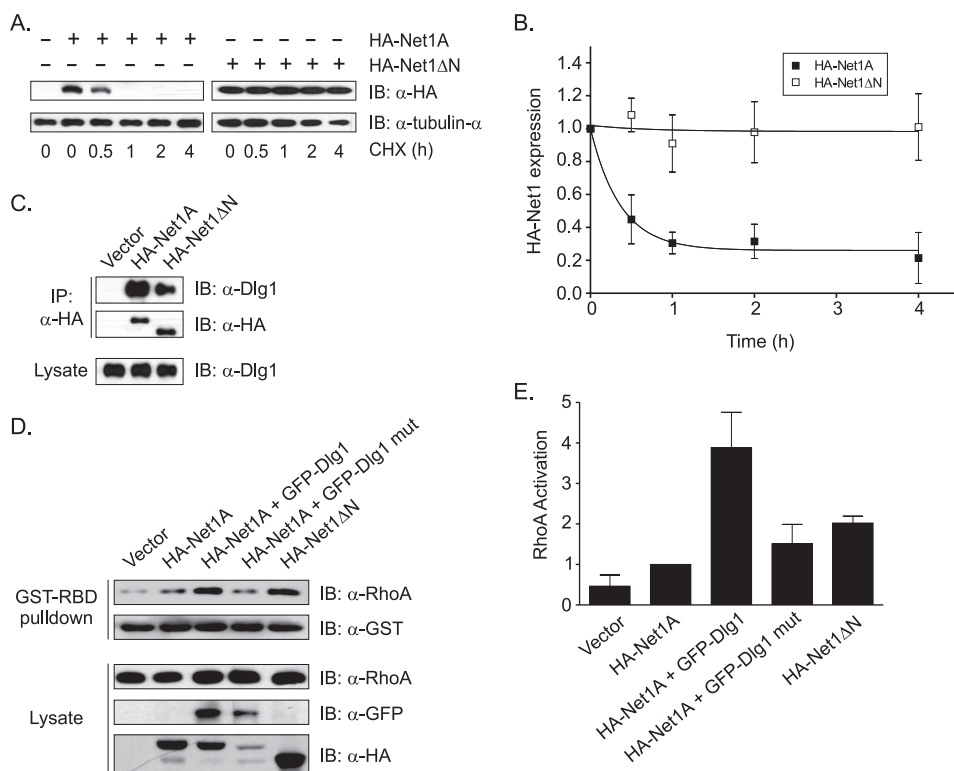 A.
– + + + + + – – – – – HA-Net1A
– – – – – – + + + + + HA-Net1ΔN
IB: α-HA
IB: α-tubulin-α
0 0 0.5 1 2 4 0 0.5 1 2 4 CHX (h)
B.
HA-Net1A
HA-Net1ΔN
1.4
1.2
1.0
0.8
0.6
0.4
0.2
0.0
HA-Net1 expression
0 1 2 3 4
Time (h)
C.
Vector
HA-Net1A
HA-Net1ΔN
IP:
α-HA
IB: α-Dlg1
IB: α-HA
Lysate
IB: α-Dlg1
D.
Vector
HA-Net1A
HA-Net1A + GFP-Dlg1
HA-Net1A + GFP-Dlg1 mut
HA-Net1ΔN
GST-RBD
pulldown
IB: α-RhoA
IB: α-GST
Lysate
IB: α-RhoA
IB: α-GFP
IB: α-HA
E.
5
4
3
2
1
0
RhoA Activation
Vector
HA-Net1A
HA-Net1A + GFP-Dlg1
HA-Net1A + GFP-Dlg1 mut
HA-Net1ΔN